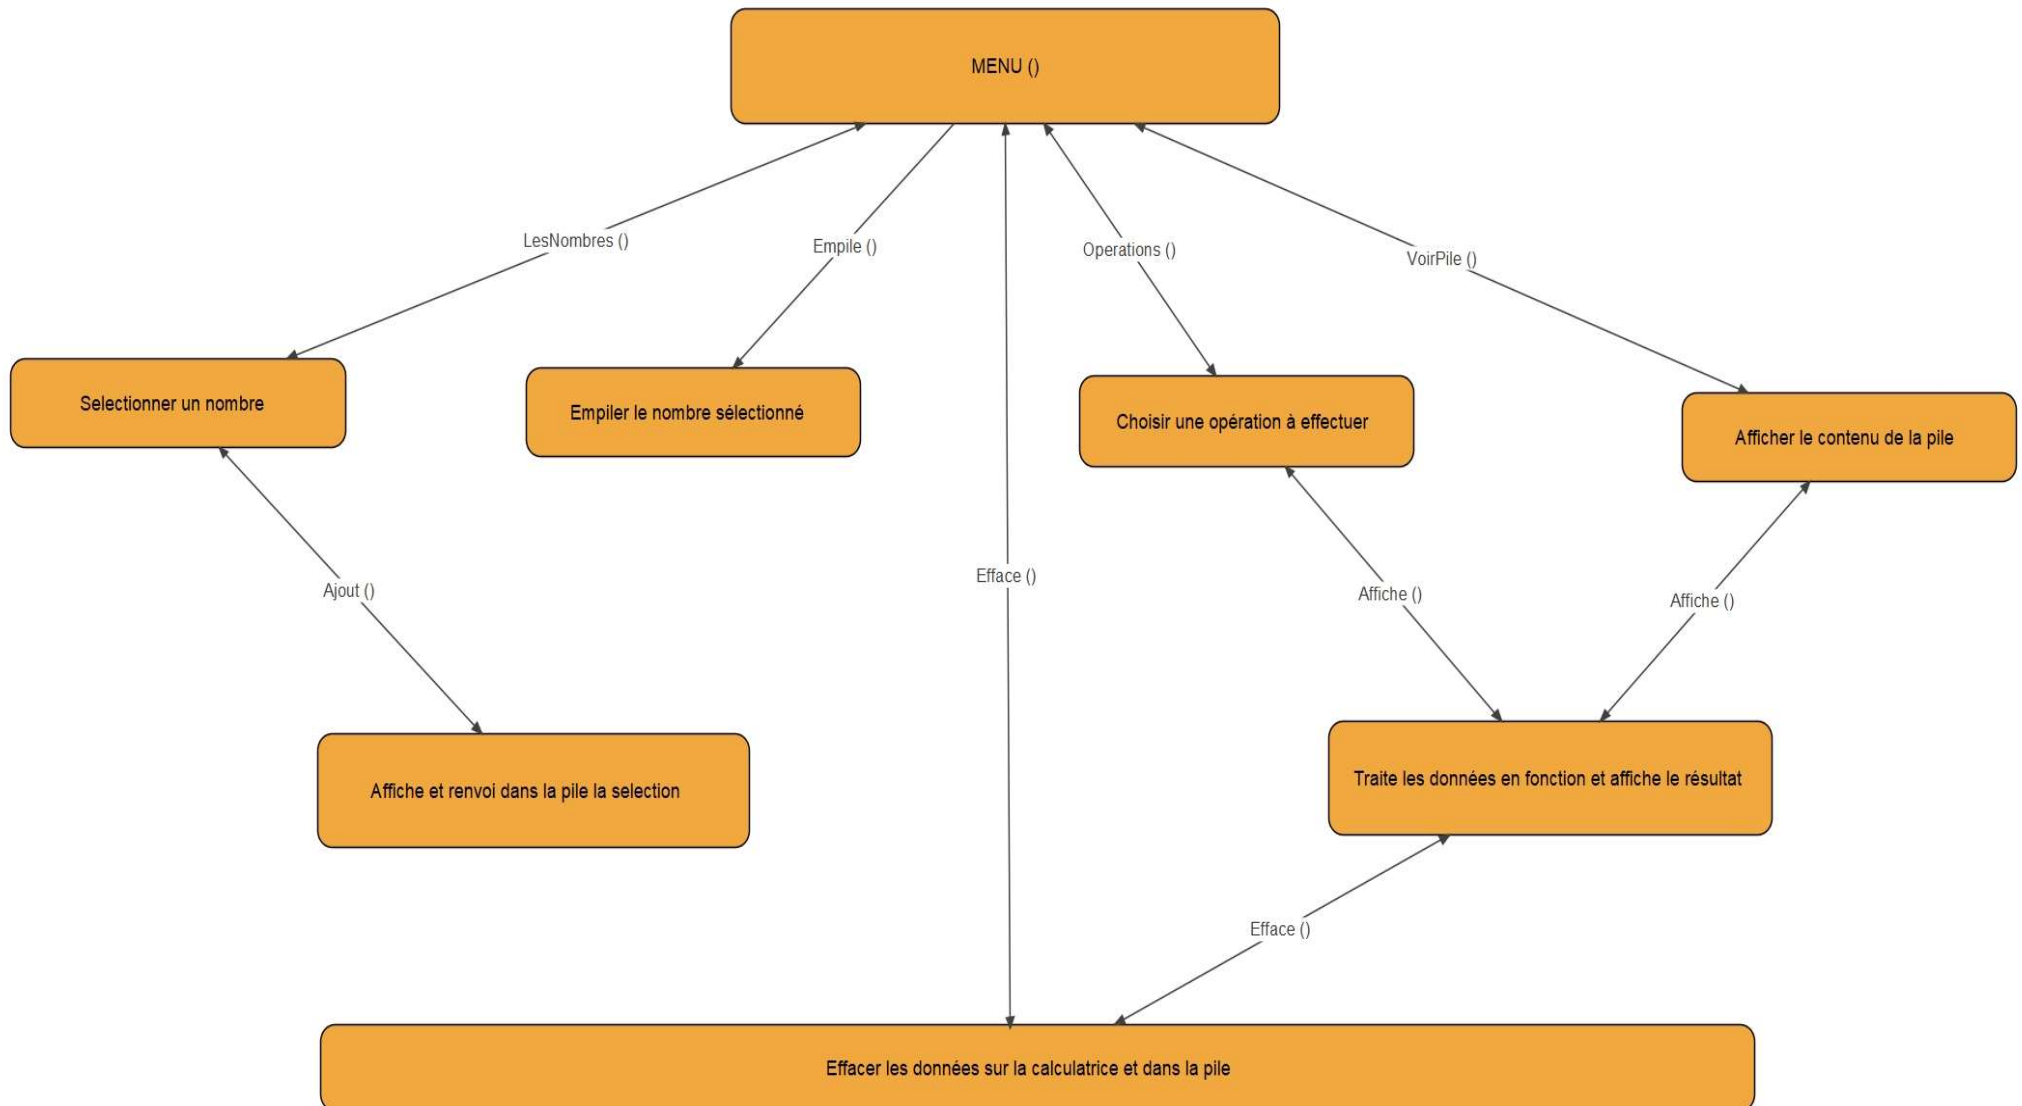 MENU ()
LesNombres ()
Empile ()
Operations ()
VoirPile ()
Selectionner un nombre
Empiler le nombre sélectionné
Choisir une opération à effectuer
Afficher le contenu de la pile
Efface ()
Ajout ()
Affiche ()
Affiche ()
Affiche et renvoi dans la pile la selection
Traite les données en fonction et affiche le résultat
Efface ()
Effacer les données sur la calculatrice et dans la pile